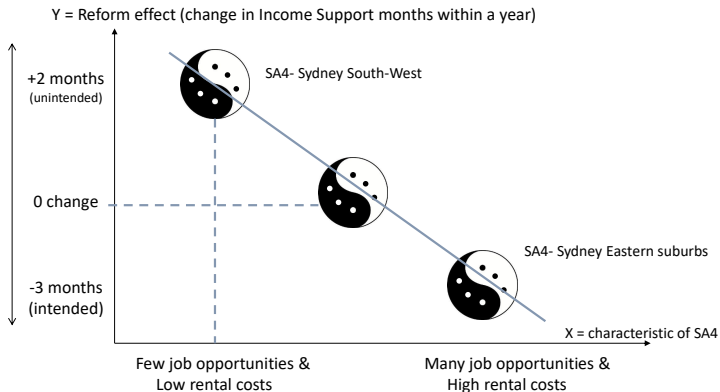 Y = Reform effect (change in Income Support months within a year)
+2 months
(unintended)
SA4- Sydney South-West
0 change
SA4- Sydney Eastern suburbs
-3 months
(intended)
X = characteristic of SA4
Few job opportunities &
Low rental costs
Many job opportunities &
High rental costs